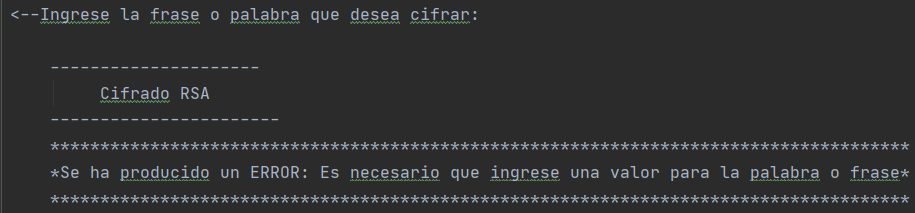 <--Ingrese la frase o palabra que desea cifrar:
---------------------
Cifrado RSA
-----------------------
**************************************************************************************
*Se ha producido un ERROR: Es necesario que ingrese una valor para la palabra o frase*
**************************************************************************************